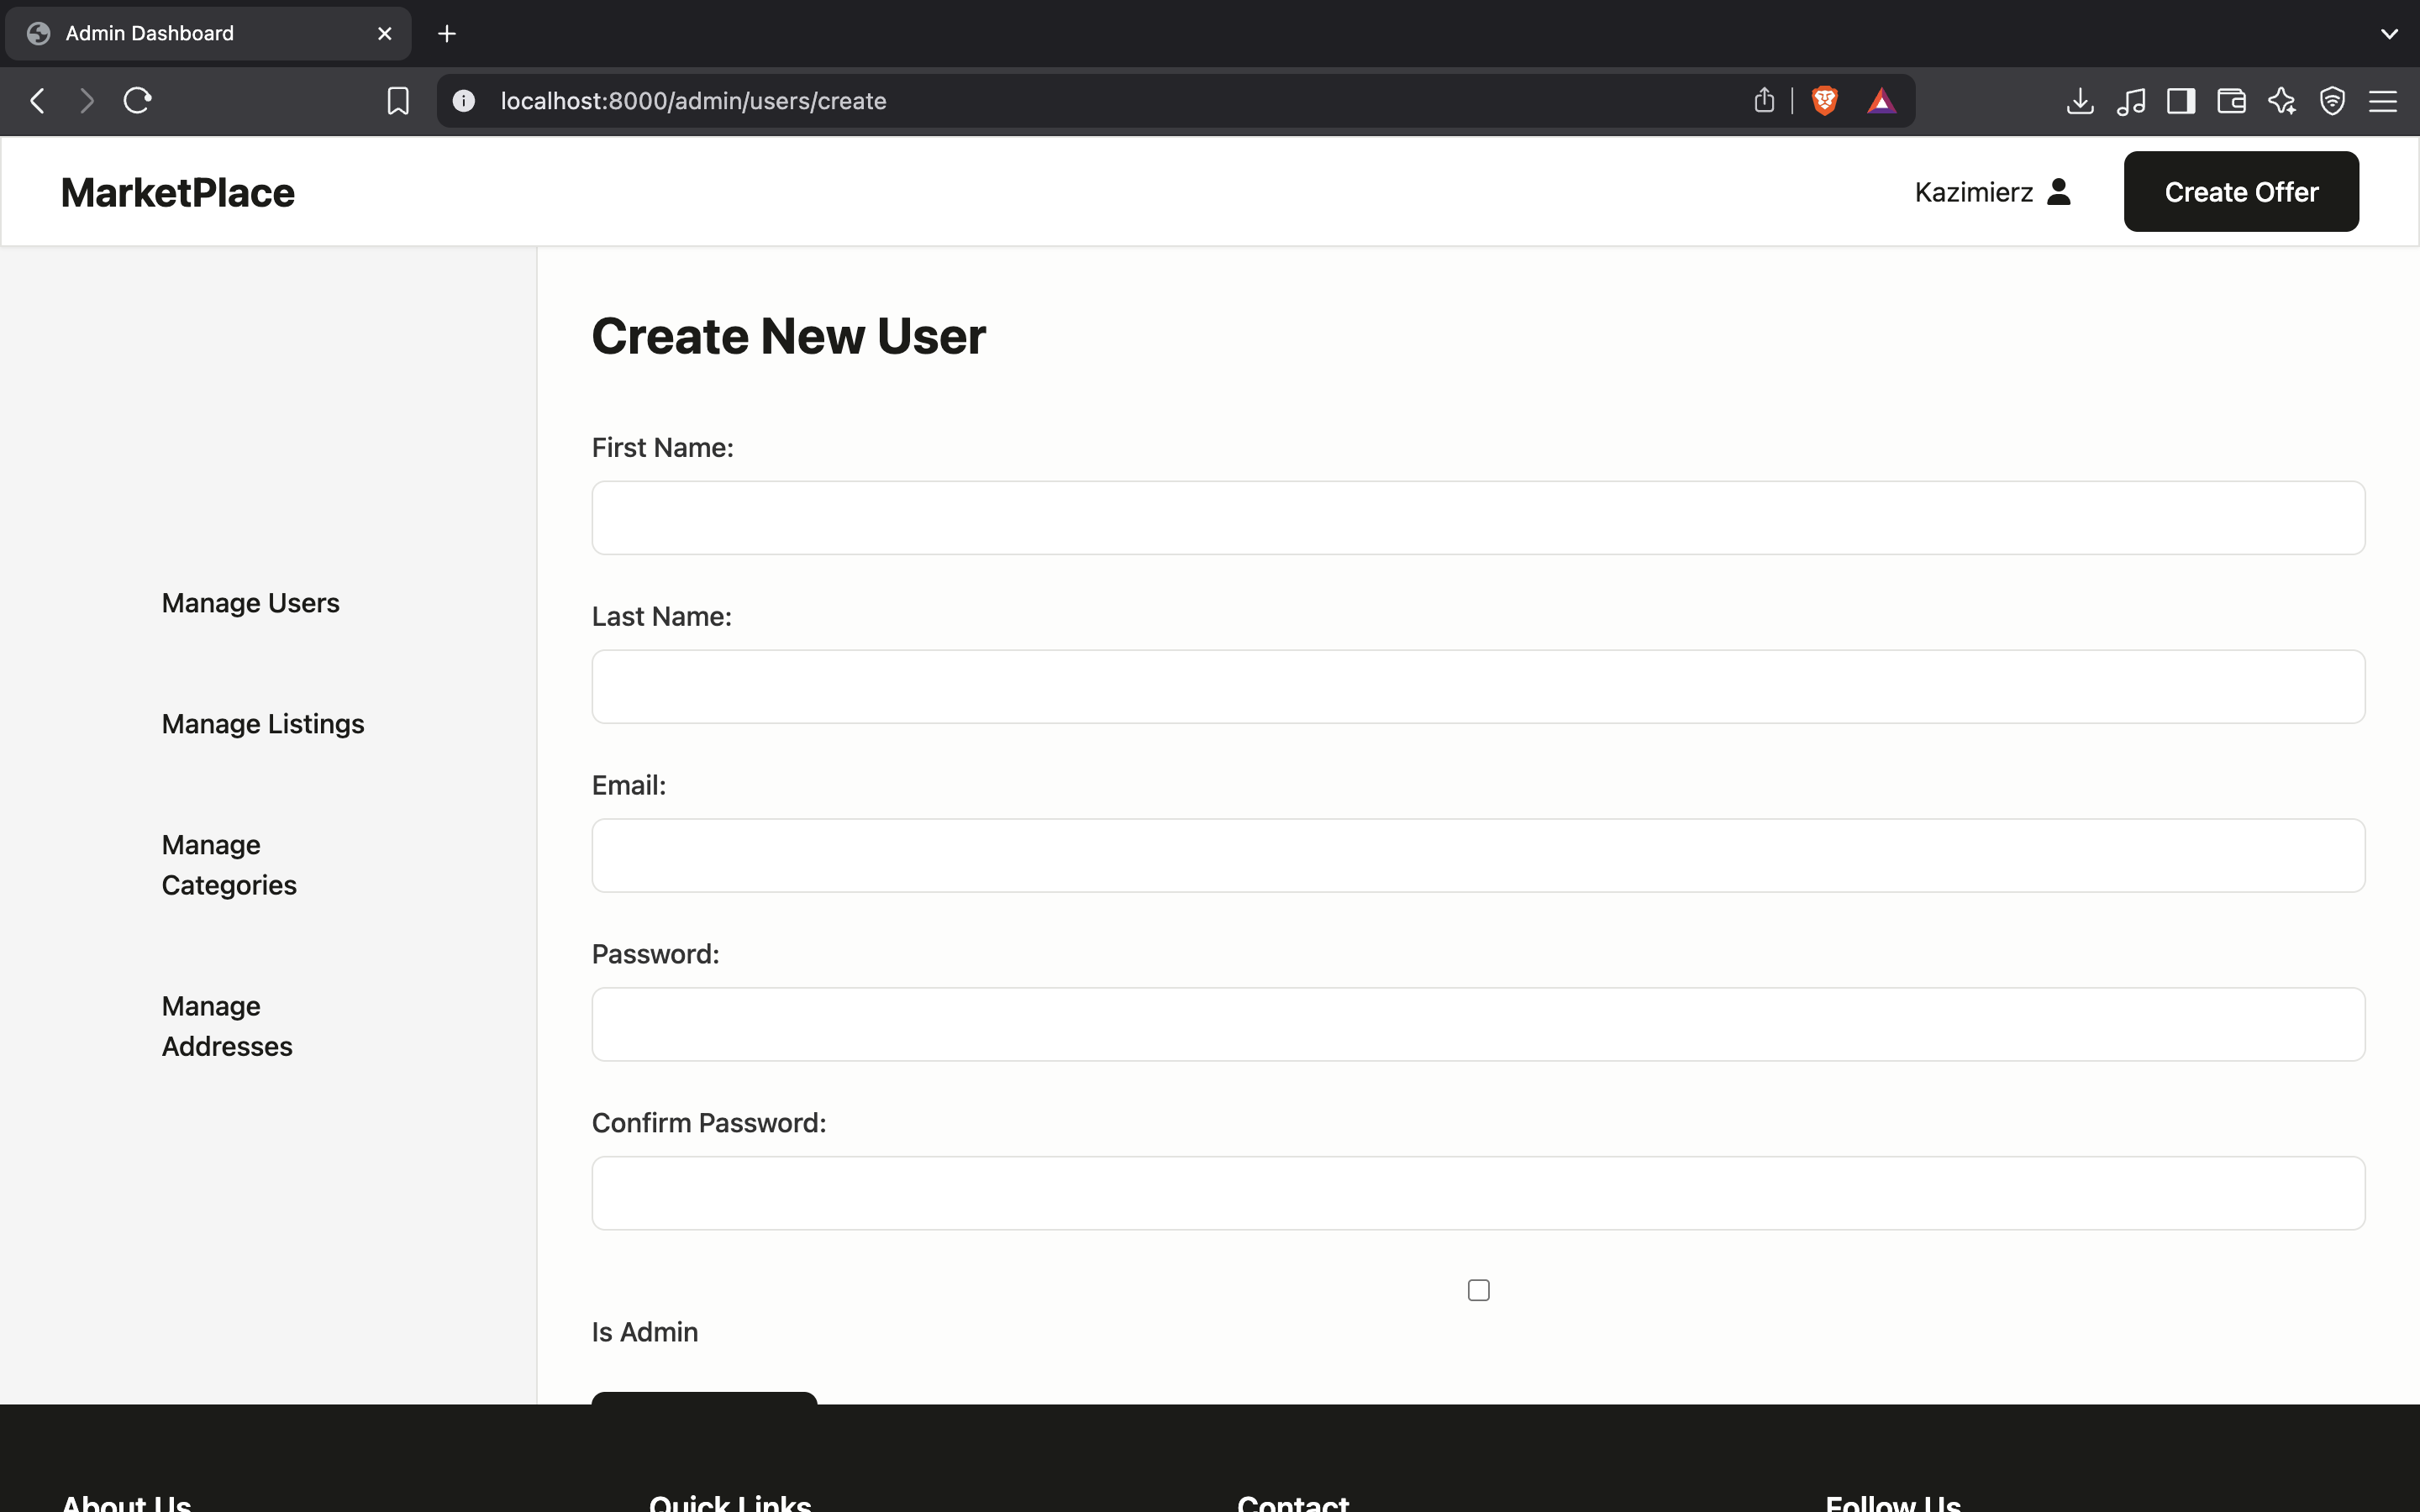 Admin Dashboard
localhost:8000/admin/users/create
MarketPlace
Kazimierz
Create Offer
Manage Users
Manage Listings
Manage
Categories
Manage
Addresses
Create New User
First Name:
Last Name:
Email:
Password:
Confirm Password:
Is Admin
About Us
Quick Links
Contact
Follow Us